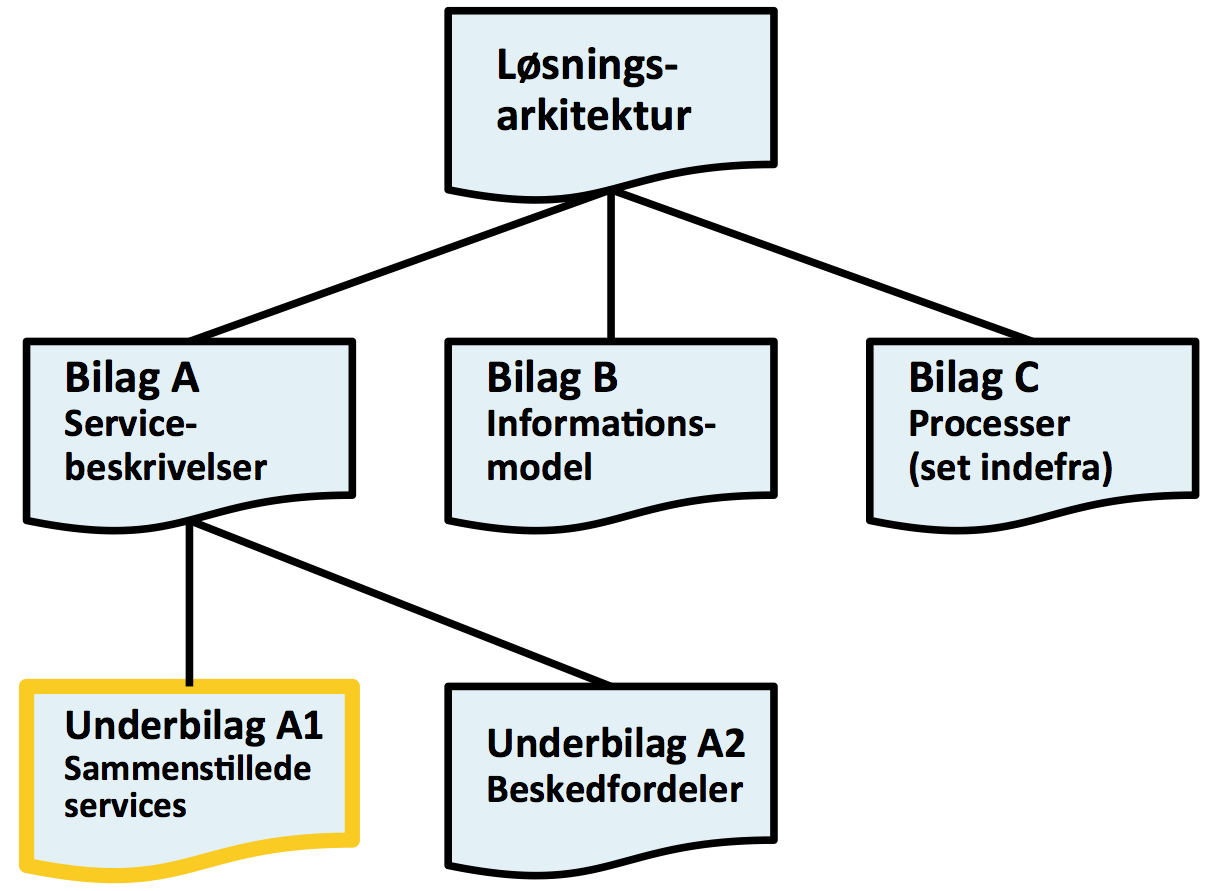 Løsnings-
arkitektur
Bilag A
Service-
beskrivelser
Bilag B
Informations-
model
Bilag C
Processer
(set indefra)
Underbilag A1
Sammenstillede
services
Underbilag A2
Beskedfordeler